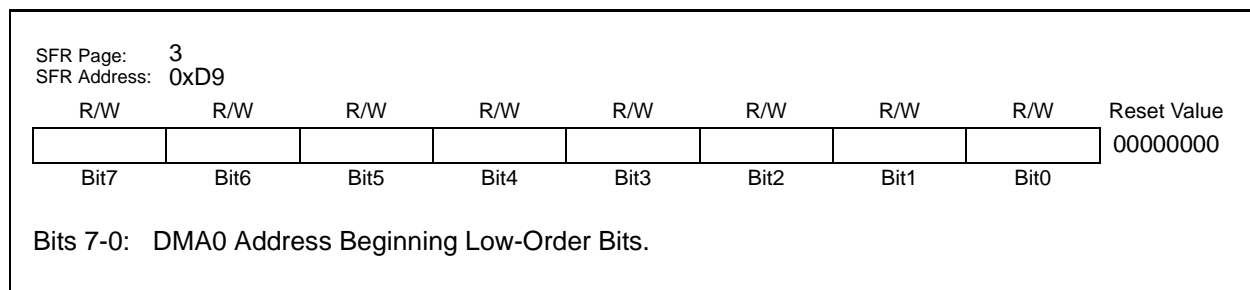 SFR Page: 3
SFR Address: 0xD9
R/W R/W R/W R/W R/W R/W R/W R/W Reset Value
00000000
Bit7 Bit6 Bit5 Bit4 Bit3 Bit2 Bit1 Bit0
Bits 7-0: DMA0 Address Beginning Low-Order Bits.